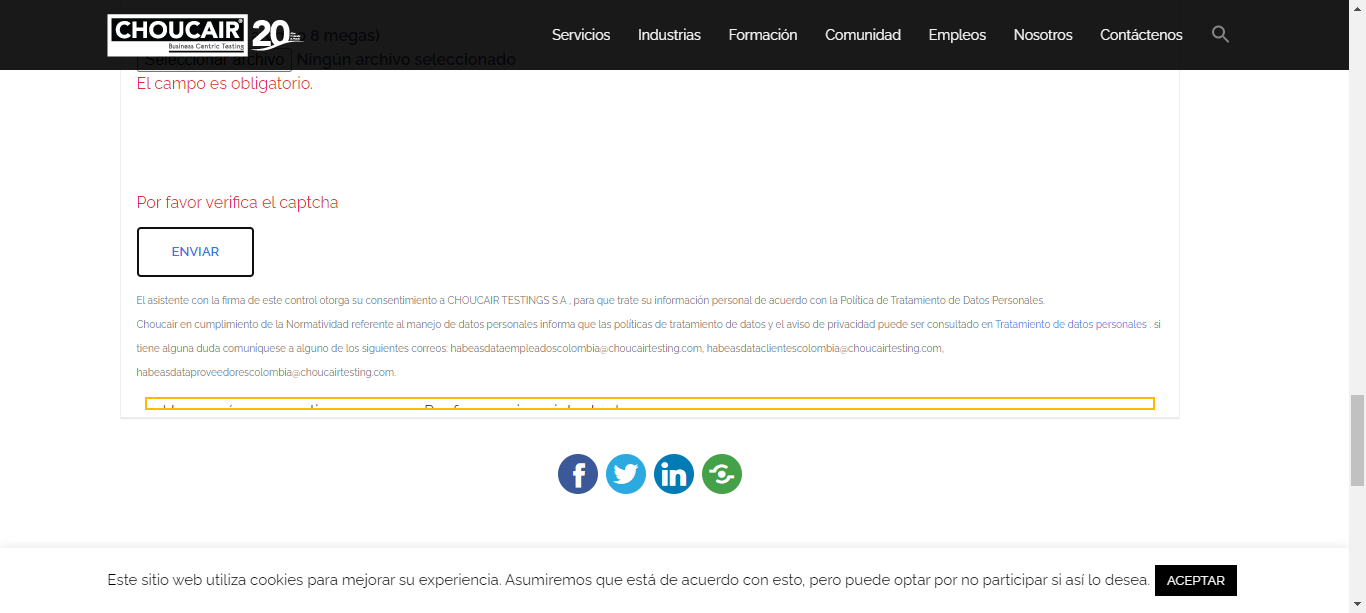 CHOUCAIR®
Business Centric Testing
20
Servicios Industrias Formación Comunidad Empleos Nosotros Contáctenos
8 megas)
Seleccionar archivo Ningún archivo seleccionado
El campo es obligatorio.
Por favor verifica el captcha
ENVIAR
El asistente con la firma de este control otorga su consentimiento a CHOUCAIR TESTINGS S.A , para que trate su información personal de acuerdo con la Política de Tratamiento de Datos Personales.
Choucair en cumplimiento de la Normatividad referente al manejo de datos personales informa que las políticas de tratamiento de datos y el aviso de privacidad puede ser consultado en Tratamiento de datos personales . si
tiene alguna duda comuníquese a alguno de los siguientes correos: habeasdataempleadoscolombia@choucairtesting.com, habeasdataclientescolombia@choucairtesting.com,
habeasdataproveedorescolombia@choucairtesting.com.
Este sitio web utiliza cookies para mejorar su experiencia. Asumiremos que está de acuerdo con esto, pero puede optar por no participar si así lo desea. ACEPTAR